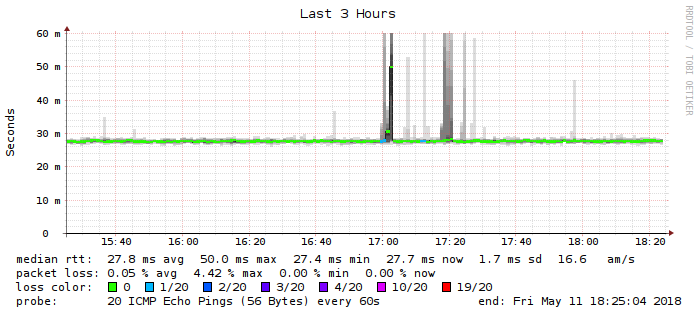 Last 3 Hours
RRDTOOL / TOBI OETIKER
Seconds
60 m
50 m
40 m
30 m
20 m
10 m
0
15:40 16:00 16:20 16:40 17:00 17:20 17:40 18:00 18:20
median rtt: 27.8 ms avg 50.0 ms max 27.4 ms min 27.7 ms now 1.7 ms sd 16.6 am/s
packet loss: 0.05 % avg 4.42 % max 0.00 % min 0.00 % now
loss color: 0 1/20 2/20 3/20 4/20 10/20 19/20
probe: 20 ICMP Echo Pings (56 Bytes) every 60s end: Fri May 11 18:25:04 2018